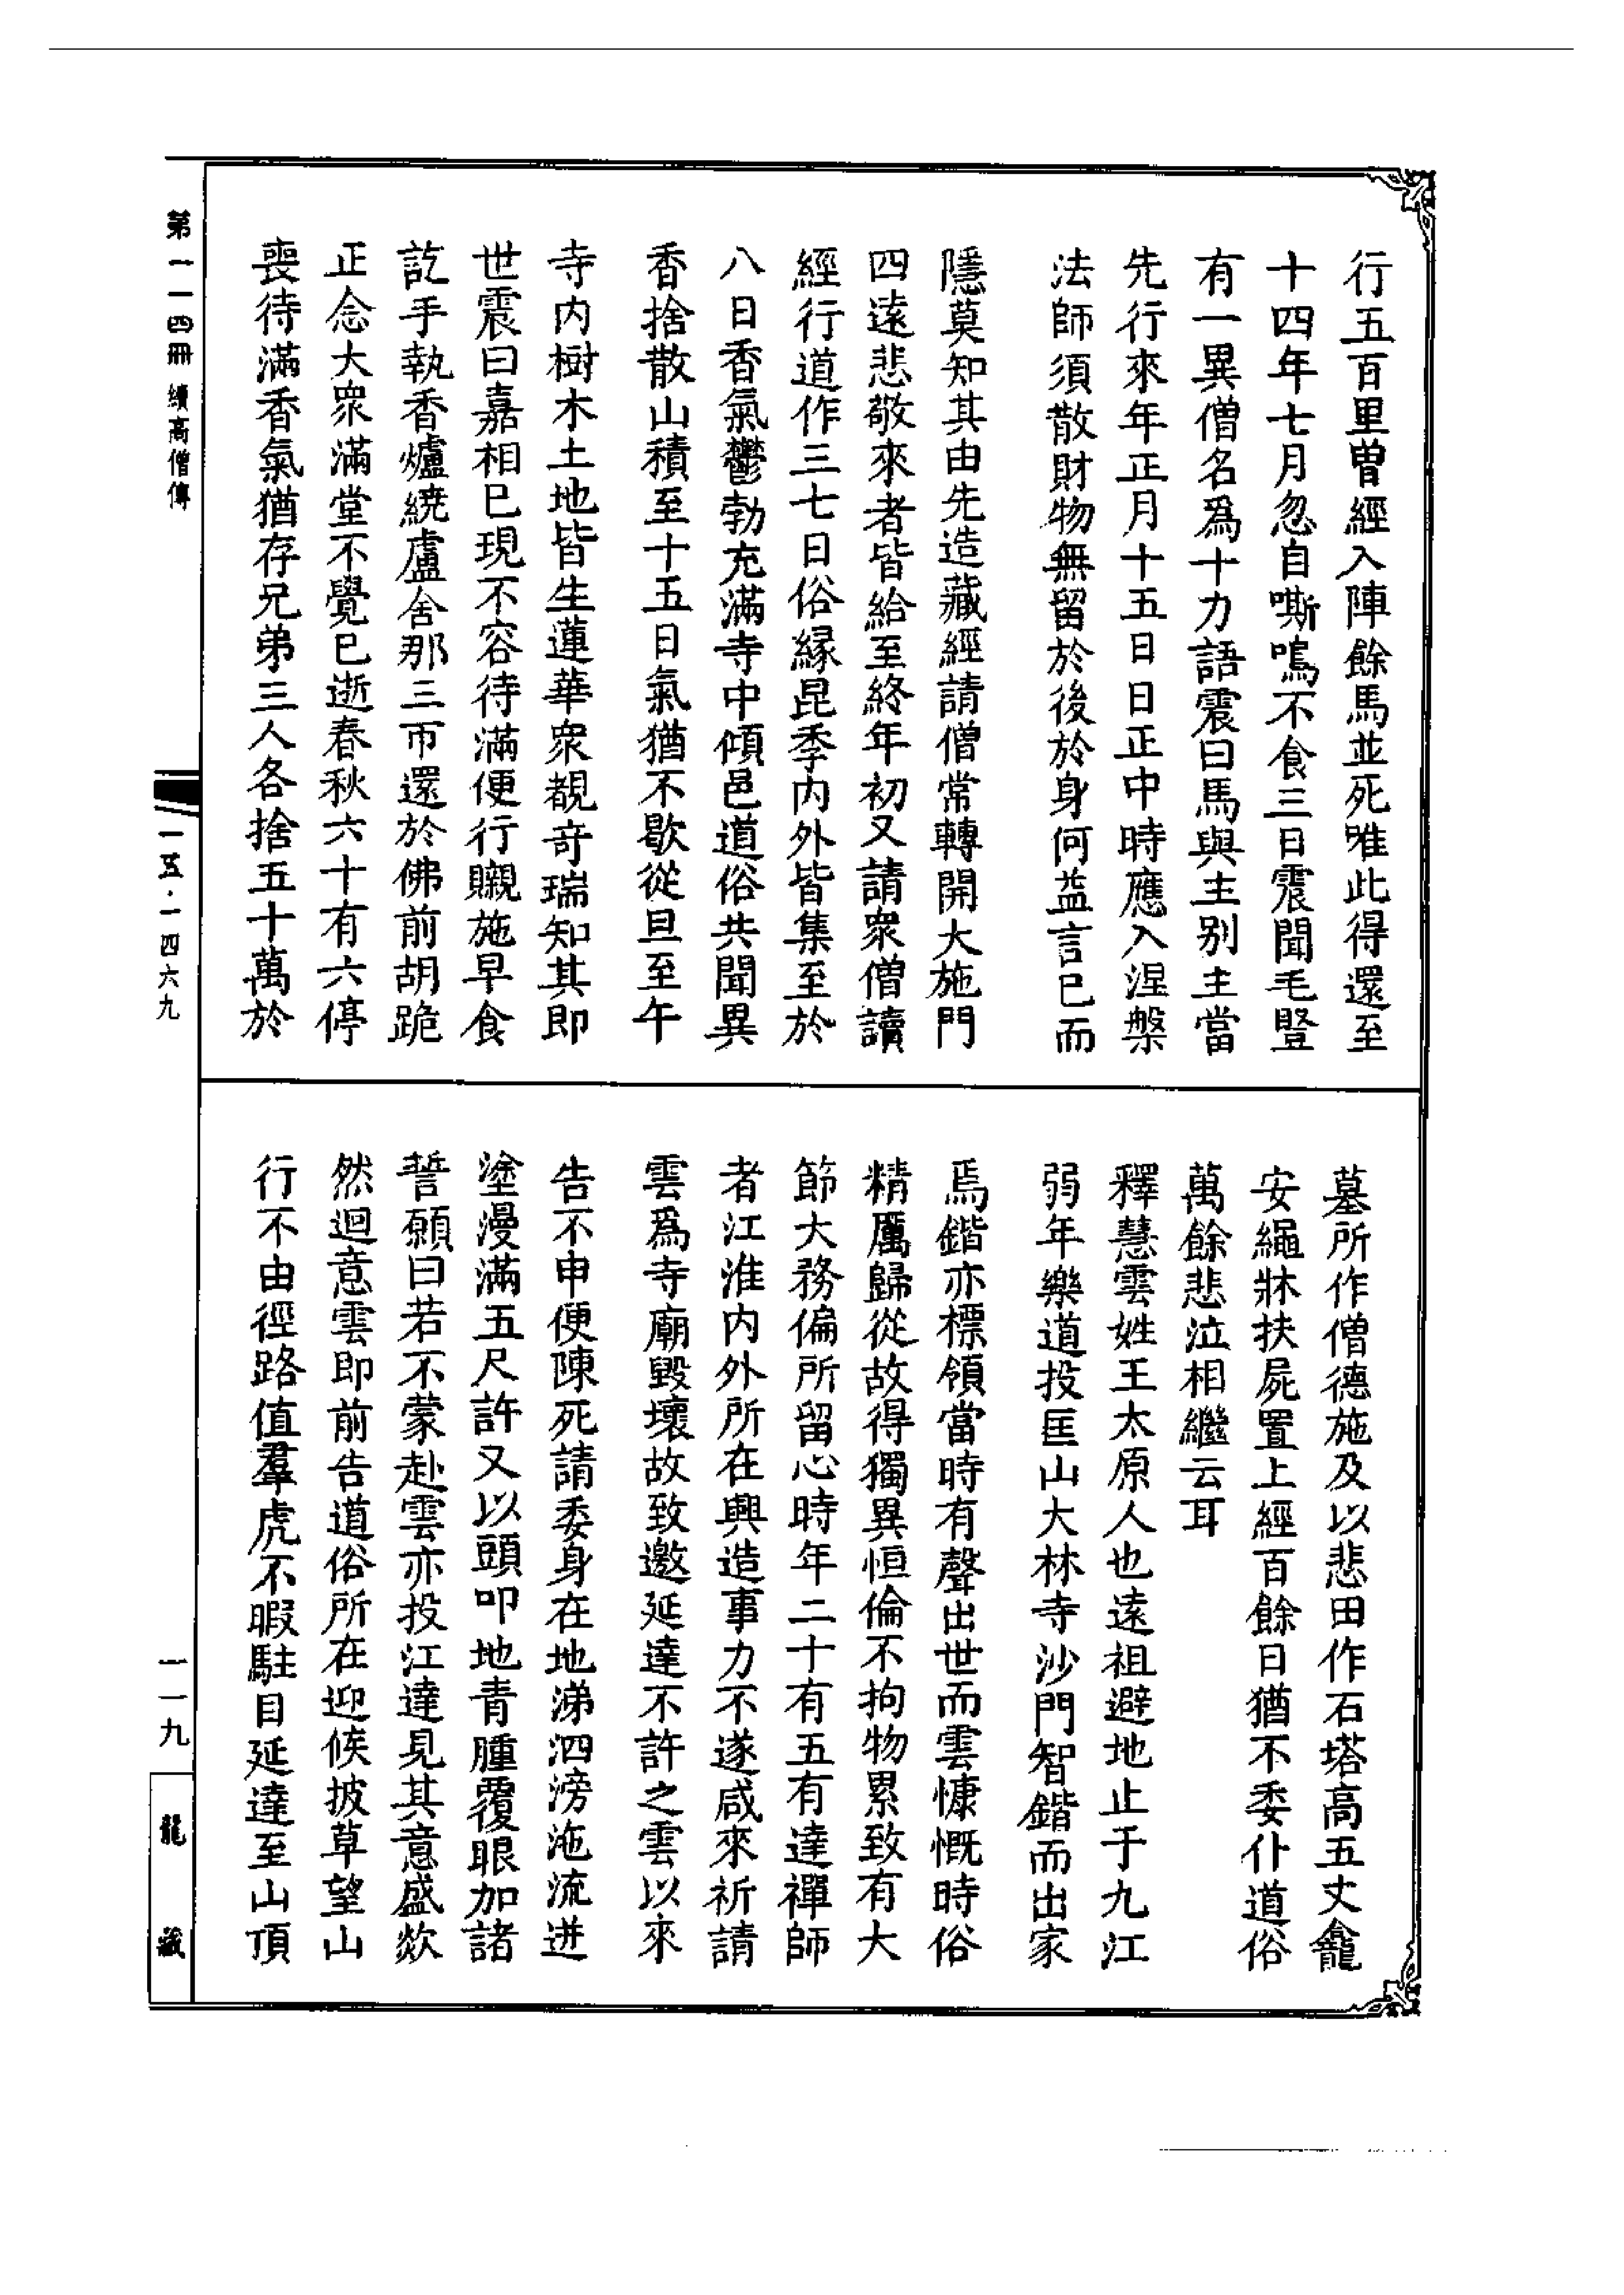 行五百里曾經入陣餘馬並死唯此得還至
十四年七月忽自嘶鳴不食三日震聞毛豎
有一異僧名爲十力語震曰馬與主別主當
先行來年正月十五日日正中時應入涅槃
法師須散財物無留於後於身何益言已而
隱莫知其由先造藏經請僧常轉開大施門
四遠悲敬來者皆給至終年初又請衆僧讀
經行道作三七日俗緣昆季内外皆集至於
八日香氣鬱勃充滿寺中傾邑道俗共聞異
香捨散山積至十五日氣猶不歇從旦至午
寺内樹木土地皆生蓮華衆覩奇瑞知其即
世震曰嘉相已現不容待滿便行嚫施早食
訖手執香爐繞盧舍那三帀還於佛前胡跪
正念大衆滿堂不覺已逝春秋六十有六停
喪待滿香氣猶存兄弟三人各捨五十萬於
墓所作僧德施及以悲田作石塔高五丈龕
安繩牀扶屍置上經百餘日猶不委仆道俗
萬餘悲泣相繼云耳
釋慧雲姓王太原人也遠祖避地止于九江
弱年樂道投匡山大林寺沙門智鍇而出家
焉鍇亦標領當時有聲出世而雲慷慨時俗
精厲歸從故得獨異恒倫不拘物累致有大
節大務偏所留心時年二十有五有達禪師
者江淮内外所在興造事力不遂咸來祈請
雲爲寺廟毀壞故致邀延達不許之雲以來
告不申便陳死請委身在地涕泗滂沲流迸
塗漫滿五尺許又以頭叩地青腫覆眼加諸
誓願曰若不蒙赴雲亦投江達見其意盛欻
然迴意雲即前告道俗所在迎候披草望山
行不由徑路值羣虎不暇駐目延達至山頂
第一一四冊 續高僧傳
一五·一四六九
一一九
龍藏